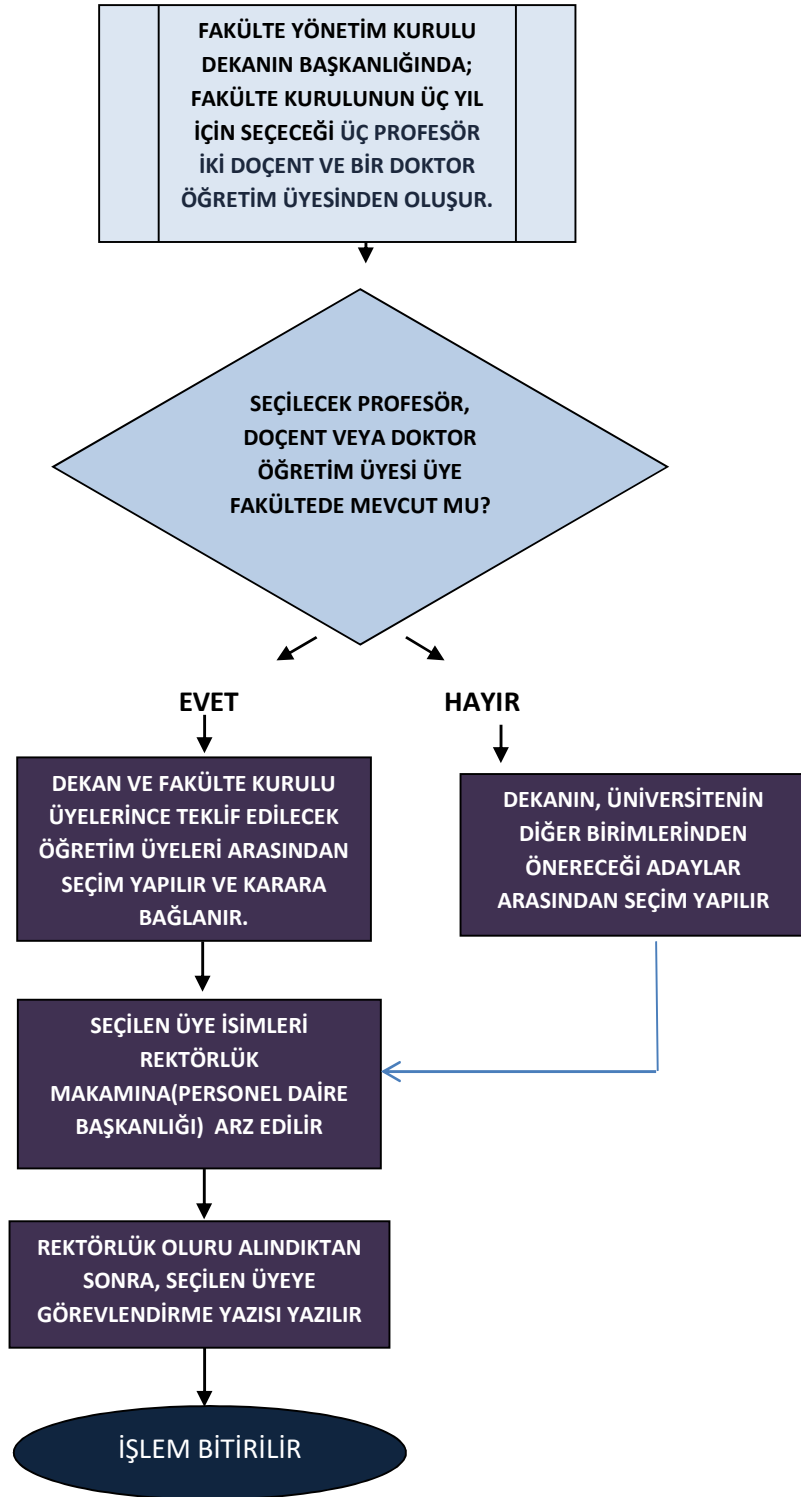 FAKÜLTE YÖNETİM KURULU
DEKANIN BAŞKANLIĞINDA;
FAKÜLTE KURULUNUN ÜÇ YIL
İÇİN SEÇECEĞİ ÜÇ PROFESÖR
İKİ DOÇENT VE BİR DOKTOR
ÖĞRETİM ÜYESİNDEN OLUŞUR.
SEÇİLECEK PROFESÖR,
DOÇENT VEYA DOKTOR
ÖĞRETİM ÜYESİ ÜYE
FAKÜLTEDE MEVCUT MU?
EVET
HAYIR
DEKAN VE FAKÜLTE KURULU
ÜYELERİNCE TEKLİF EDİLECEK
ÖĞRETİM ÜYELERİ ARASINDAN
SEÇİM YAPILIR VE KARARA
BAĞLANIR.
DEKANIN, ÜNİVERSİTENİN
DİĞER BİRİMLERİNDEN
ÖNERECEĞİ ADAYLAR
ARASINDAN SEÇİM YAPILIR
SEÇİLEN ÜYE İSİMLERİ
REKTÖRLÜK
MAKAMINA(PERSONEL DAİRE
BAŞKANLIĞI) ARZ EDİLİR
REKTÖRLÜK OLURU ALINDIKTAN
SONRA, SEÇİLEN ÜYEYE
GÖREVLENDİRME YAZISI YAZILIR
İŞLEM BİTİRİLİR